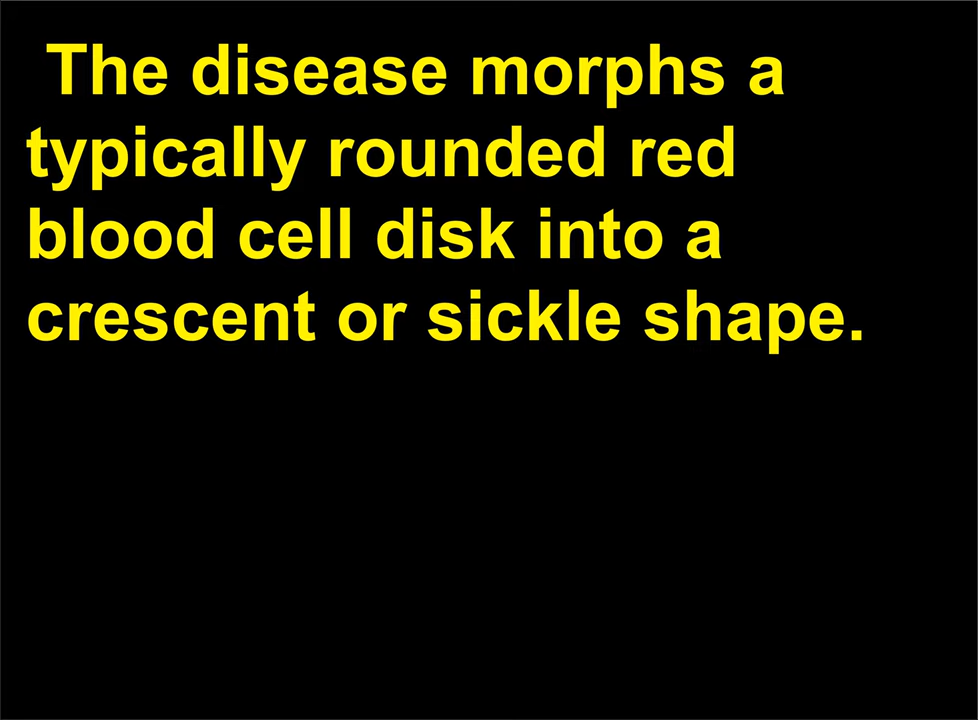 The disease morphs a
typically rounded red
blood cell disk into a
crescent or sickle shape.